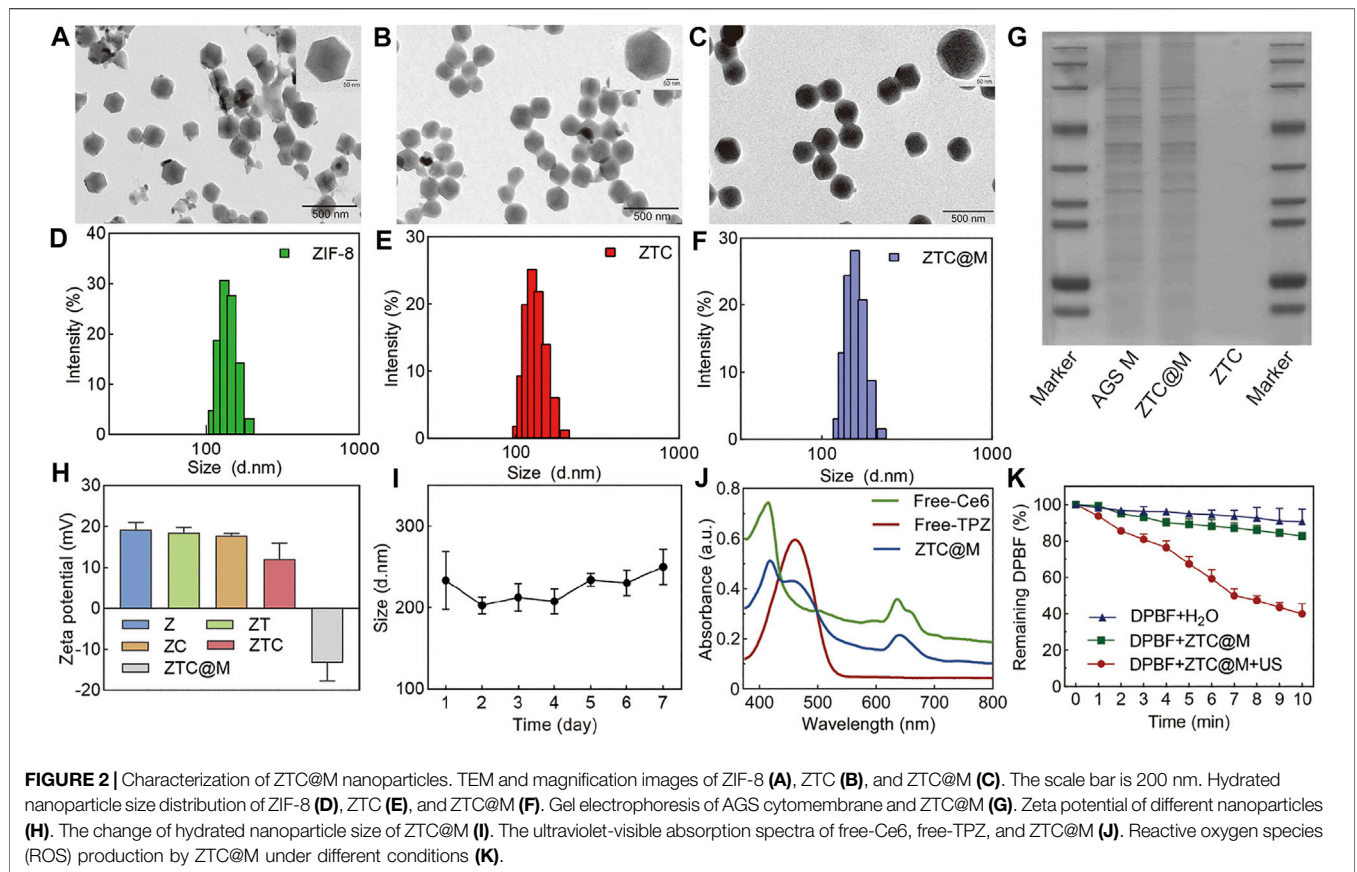 A
50 nm
500 nm
B
50 nm
500 nm
C
50 nm
500 nm
G
Marker
AGS M
ZTC@M
ZTC
Marker
D
40
30
20
10
0
Intensity (%)
ZIF-8
100
1000
Size (d.nm)
E
30
20
10
0
Intensity (%)
ZTC
100
1000
Size (d.nm)
F
30
20
10
0
Intensity (%)
ZTC@M
100
1000
Size (d.nm)
H
30
20
10
0
-10
-20
Zeta potential (mV)
Z
ZT
ZC
ZTC
ZTC@M
I
300
200
100
Size (d.nm)
1 2 3 4 5 6 7
Time (day)
J
0.8
0.6
0.4
0.2
0
Absorbance (a.u.)
Free-Ce6
Free-TPZ
ZTC@M
400 500 600 700 800
Wavelength (nm)
K
100
80
60
40
20
0
Remaining DPBF (%)
DPBF+H₂O
DPBF+ZTC@M
DPBF+ZTC@M+US
0 1 2 3 4 5 6 7 8 9 10
Time (min)
FIGURE 2 | Characterization of ZTC@M nanoparticles. TEM and magnification images of ZIF-8 (A), ZTC (B), and ZTC@M (C). The scale bar is 200 nm. Hydrated
nanoparticle size distribution of ZIF-8 (D), ZTC (E), and ZTC@M (F). Gel electrophoresis of AGS cytomembrane and ZTC@M (G). Zeta potential of different nanoparticles
(H). The change of hydrated nanoparticle size of ZTC@M (I). The ultraviolet-visible absorption spectra of free-Ce6, free-TPZ, and ZTC@M (J). Reactive oxygen species
(ROS) production by ZTC@M under different conditions (K).